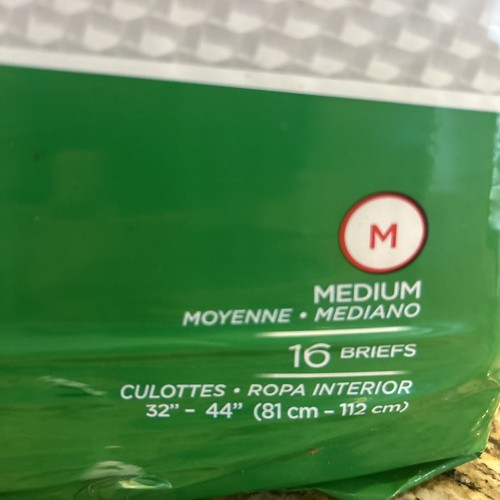 M
MEDIUM
MOYENNE • MEDIANO
16 BRIEFS
CULOTTES • ROPA INTERIOR
32” – 44” (81 cm – 112 cm)